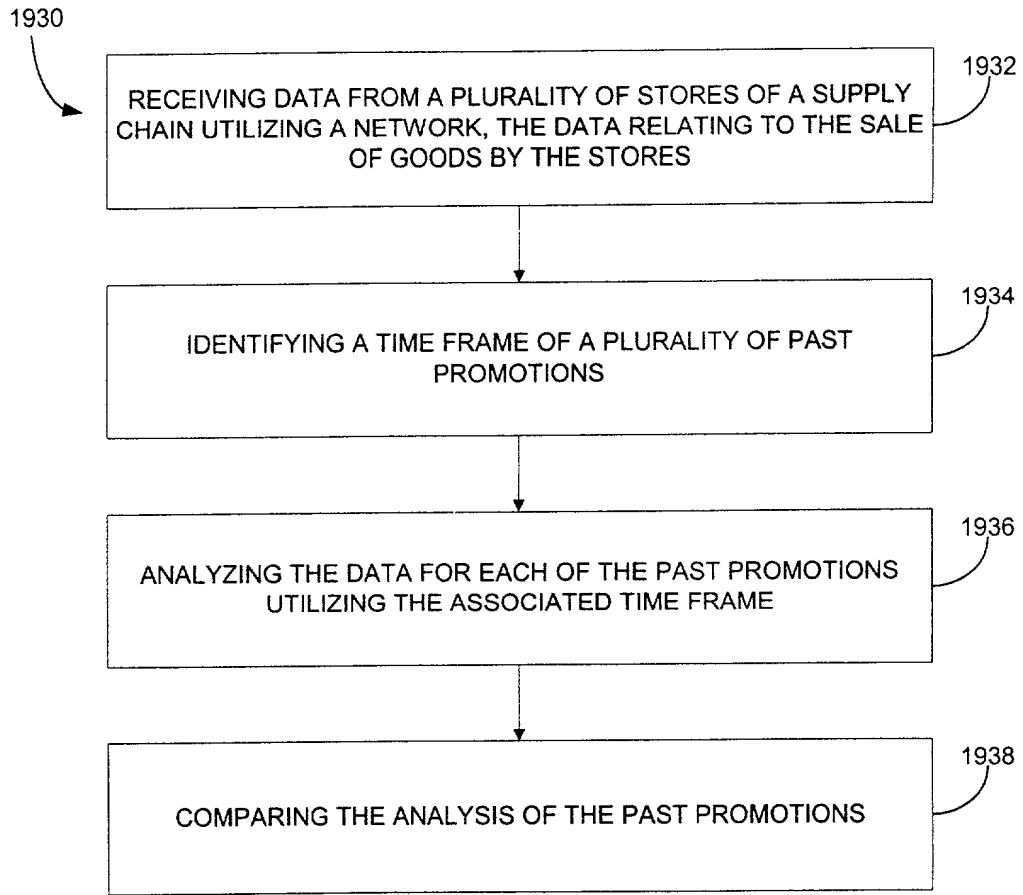 1930
1932
RECEIVING DATA FROM A PLURALITY OF STORES OF A SUPPLY
CHAIN UTILIZING A NETWORK, THE DATA RELATING TO THE SALE
OF GOODS BY THE STORES
1934
IDENTIFYING A TIME FRAME OF A PLURALITY OF PAST
PROMOTIONS
1936
ANALYZING THE DATA FOR EACH OF THE PAST PROMOTIONS
UTILIZING THE ASSOCIATED TIME FRAME
1938
COMPARING THE ANALYSIS OF THE PAST PROMOTIONS